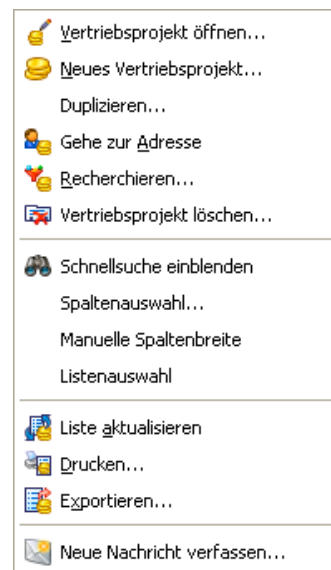 Vertriebsprojekt öffnen...
Neues Vertriebsprojekt...
Duplizieren...
Gehe zur Adresse
Recherchieren...
Vertriebsprojekt löschen...
Schnellsuche einblenden
Spaltenauswahl...
Manuelle Spaltenbreite
Listenauswahl
Liste aktualisieren
Drucken...
Exportieren...
Neue Nachricht verfassen...